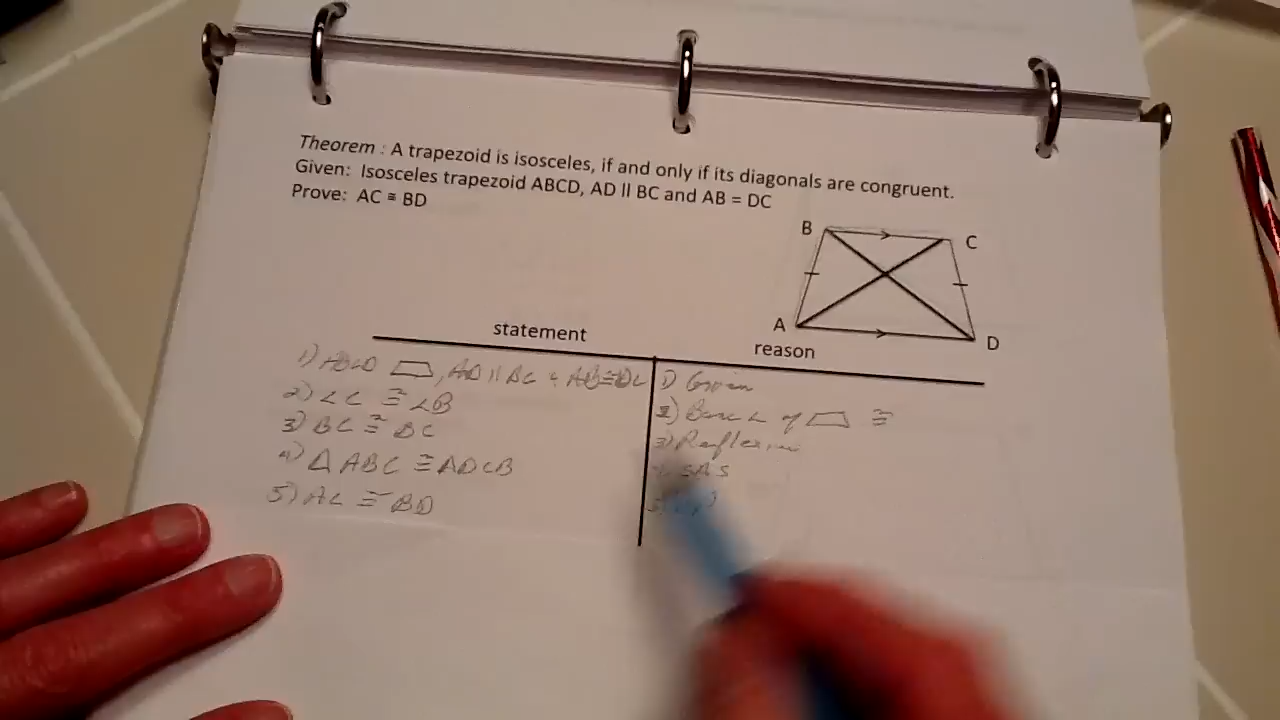 Theorem : A trapezoid is isosceles, if and only if its diagonals are congruent.
Given: Isosceles trapezoid ABCD, AD ll BC and AB = DC
Prove: AC ≅ BD
B
C
A
D
statement
reason
1) ABCD ▱, AD || BC & AB≅DC
1) Given
2) ∠C ≅ ∠B
2) Base ∠ of ▱ ≅
3) BC ≅ BC
3) Reflexive
4) △ ABC ≅ △DCB
4) SAS
5) AC ≅ BD
5)